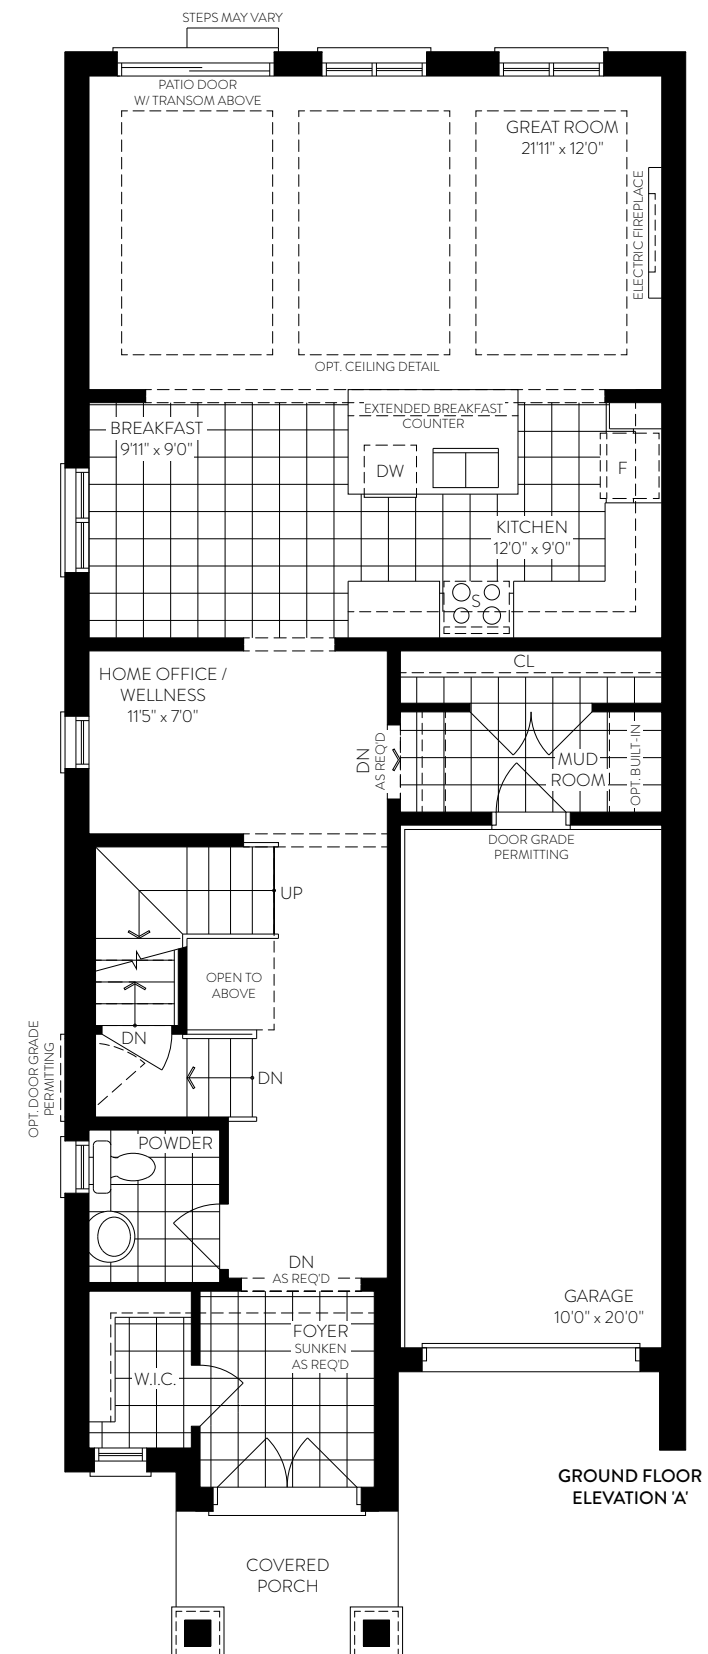 STEPS MAY VARY
PATIO DOOR
W/ TRANSOM ABOVE
GREAT ROOM
21'11" x 12'0"
ELECTRIC FIREPLACE
OPT. CEILING DETAIL
EXTENDED BREAKFAST
COUNTER
BREAKFAST
9'11" x 9'0"
DW
F
KITCHEN
12'0" x 9'0"
S
HOME OFFICE /
WELLNESS
11'5" x 7'0"
CL
DN
AS REQ'D
MUD
ROOM
OPT. BUILT-IN
DOOR GRADE
PERMITTING
UP
OPEN TO
ABOVE
DN
DN
OPT. DOOR GRADE
PERMITTING
POWDER
DN
AS REQ'D
GARAGE
10'0" x 20'0"
FOYER
SUNKEN
AS REQ'D
W.I.C.
GROUND FLOOR
ELEVATION 'A'
COVERED
PORCH